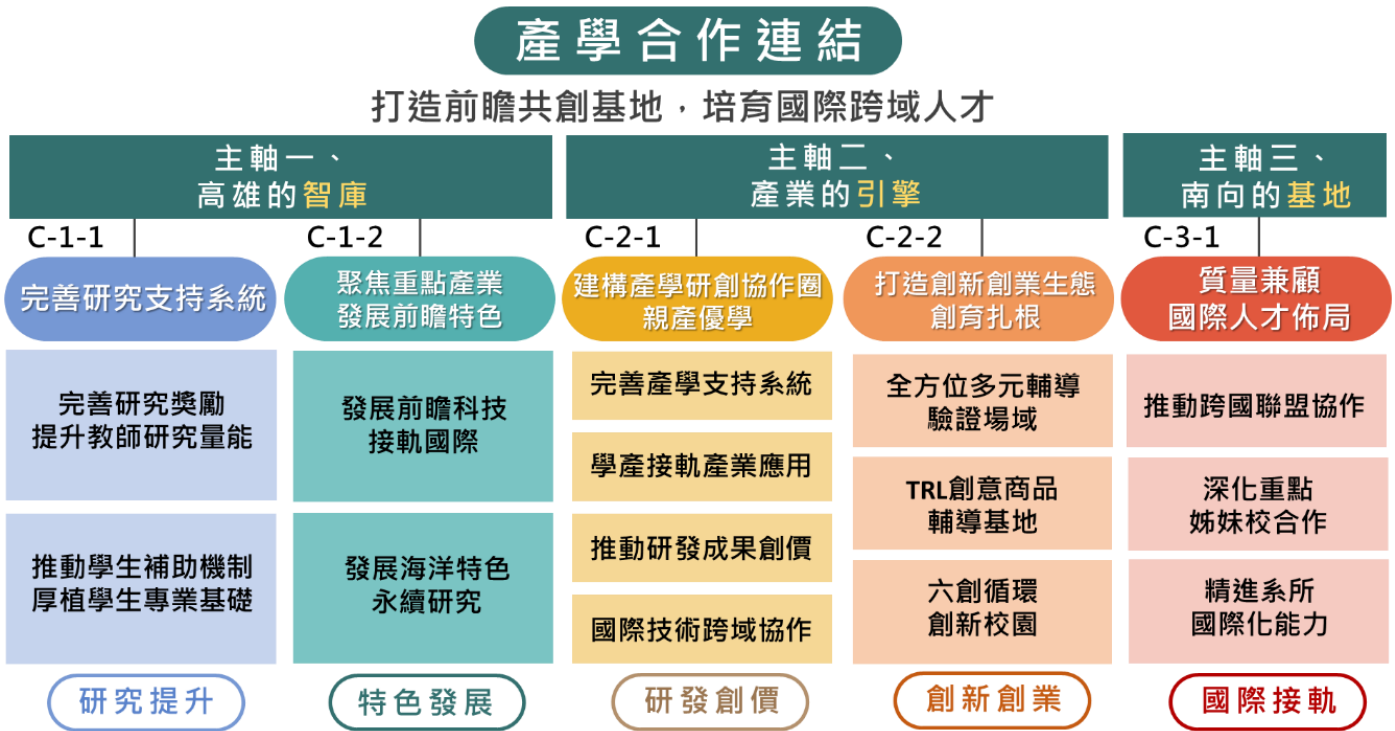 產學合作連結
打造前瞻共創基地，培育國際跨域人才
主軸一、
高雄的智庫
主軸二、
產業的引擎
主軸三、
南向的基地
C-1-1
完善研究支持系統
完善研究獎勵
提升教師研究量能
推動學生補助機制
厚植學生專業基礎
研究提升
C-1-2
聚焦重點產業
發展前瞻特色
發展前瞻科技
接軌國際
發展海洋特色
永續研究
特色發展
C-2-1
建構產學研創協作圈
親產優學
完善產學支持系統
學產接軌產業應用
推動研發成果創價
國際技術跨域協作
研發創價
C-2-2
打造創新創業生態
創育扎根
全方位多元輔導
驗證場域
TRL創意商品
輔導基地
六創循環
創新校園
創新創業
C-3-1
質量兼顧
國際人才佈局
推動跨國聯盟協作
深化重點
姊妹校合作
精進系所
國際化能力
國際接軌